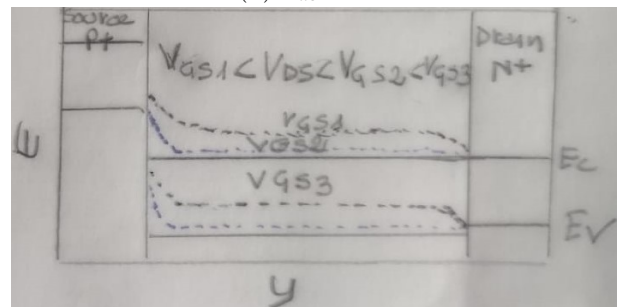 Source
P+
VGS1 < VDS < VGS2 < VGS3
Drain
N+
VGS1
VGS2
E
Ec
VGS3
EV
y